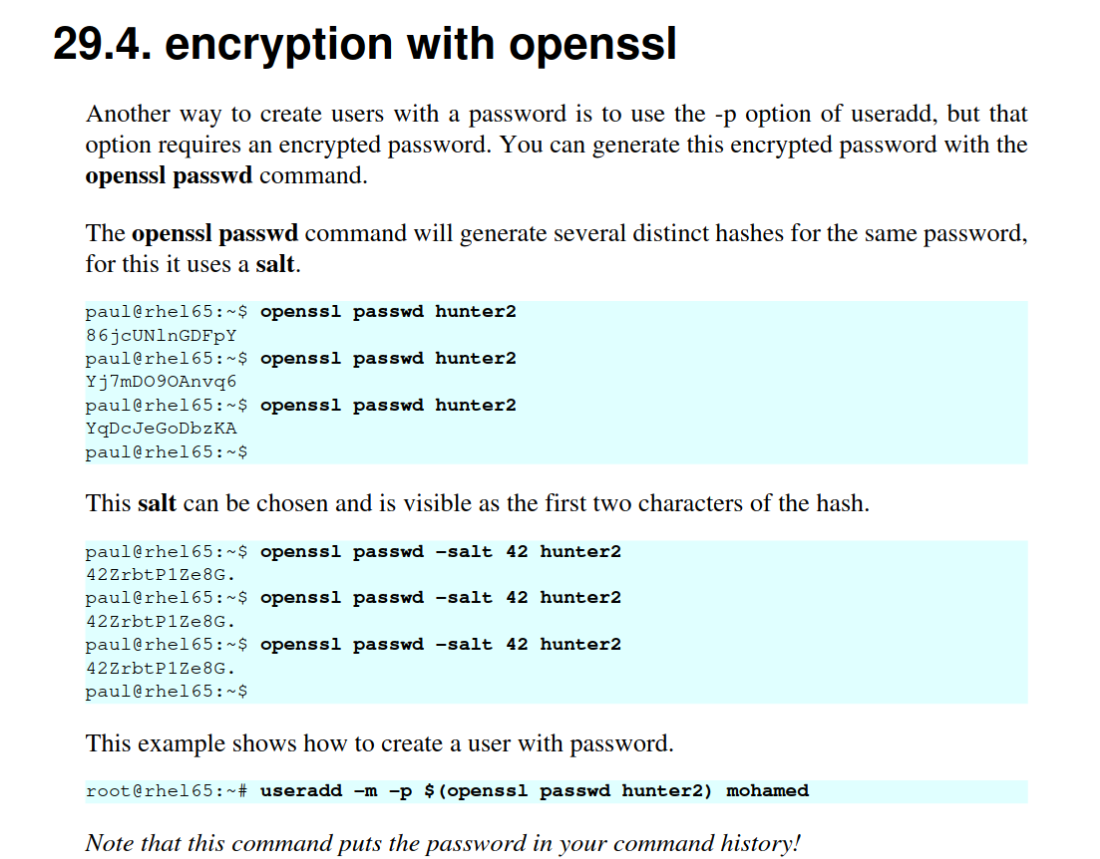 29.4. encryption with openssl
Another way to create users with a password is to use the -p option of useradd, but that
option requires an encrypted password. You can generate this encrypted password with the
openssl passwd command.
The openssl passwd command will generate several distinct hashes for the same password,
for this it uses a salt.
paul@rhel65:~$ openssl passwd hunter2
86jcUNlnGDFpY
paul@rhel65:~$ openssl passwd hunter2
Yj7mDO9OAnvq6
paul@rhel65:~$ openssl passwd hunter2
YqDcJeGoDbzKA
paul@rhel65:~$
This salt can be chosen and is visible as the first two characters of the hash.
paul@rhel65:~$ openssl passwd -salt 42 hunter2
42ZrbtP1Ze8G.
paul@rhel65:~$ openssl passwd -salt 42 hunter2
42ZrbtP1Ze8G.
paul@rhel65:~$ openssl passwd -salt 42 hunter2
42ZrbtP1Ze8G.
paul@rhel65:~$
This example shows how to create a user with password.
root@rhel65:~# useradd -m -p $(openssl passwd hunter2) mohamed
Note that this command puts the password in your command history!